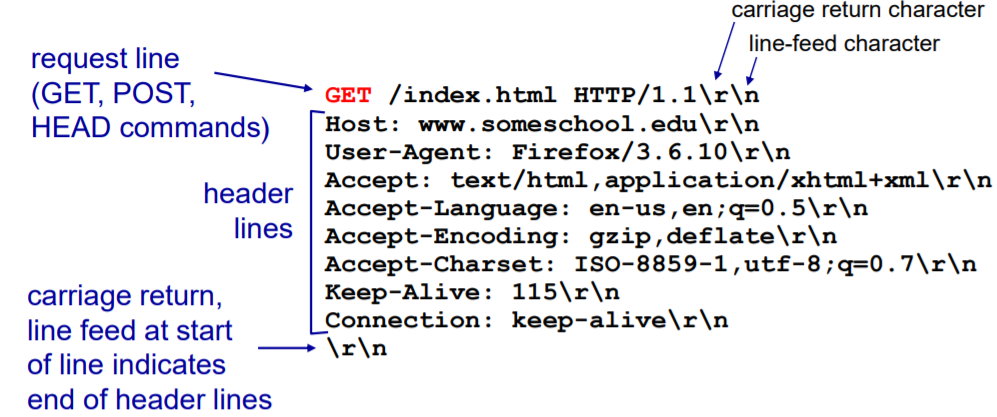 carriage return character
line-feed character
request line
(GET, POST,
HEAD commands)
GET /index.html HTTP/1.1\r\n
Host: www.someschool.edu\r\n
User-Agent: Firefox/3.6.10\r\n
Accept: text/html,application/xhtml+xml\r\n
Accept-Language: en-us,en;q=0.5\r\n
Accept-Encoding: gzip,deflate\r\n
Accept-Charset: ISO-8859-1,utf-8;q=0.7\r\n
Keep-Alive: 115\r\n
Connection: keep-alive\r\n
\r\n
header
lines
carriage return,
line feed at start
of line indicates
end of header lines